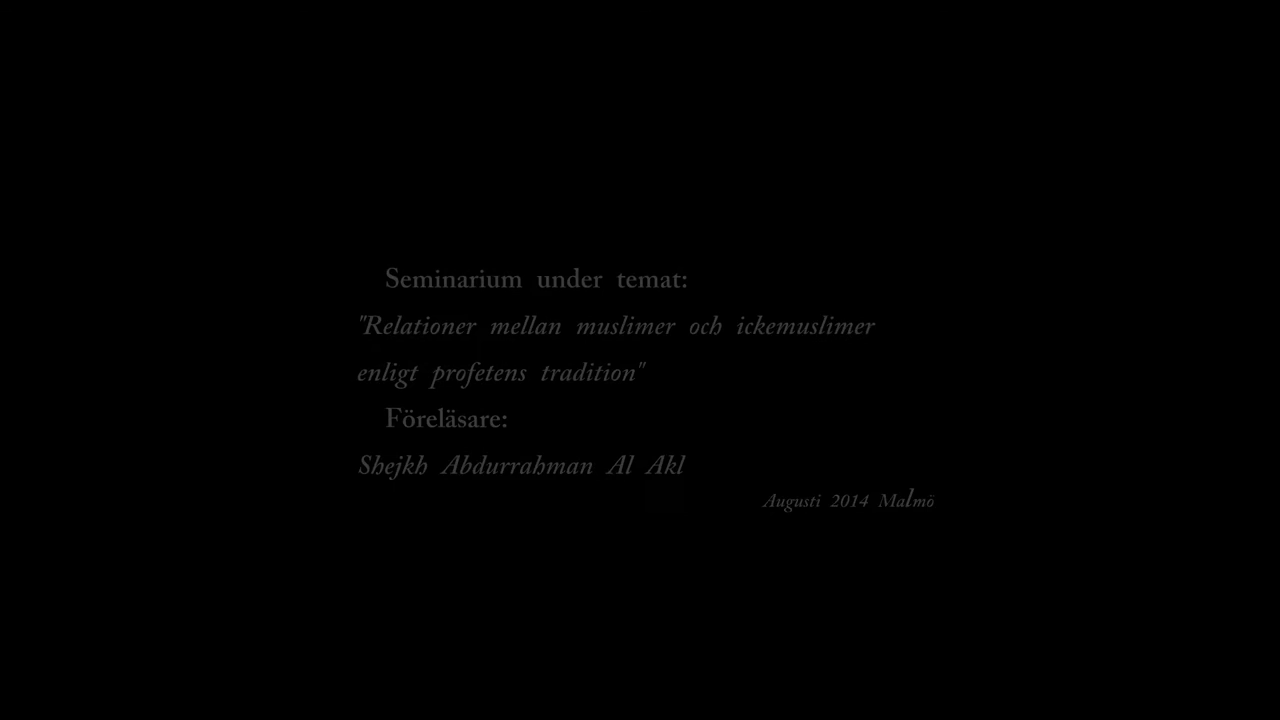 Seminarium under temat:
"Relationer mellan muslimer och ickemuslimer
enligt profetens tradition"
Föreläsare:
Shejkh Abdurrahman Al Akl
Augusti 2014 Malmö